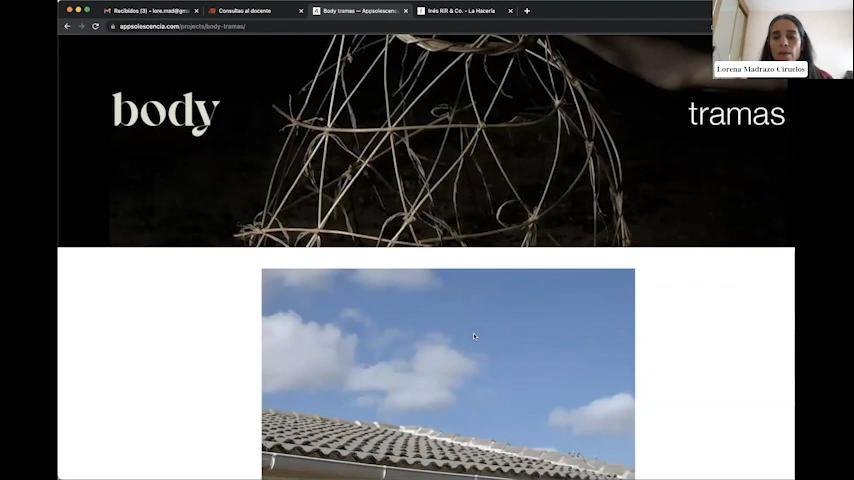 Recibidos (3) - lore.mad@gm
Consultas al docente
Body tramas — Appsolescenc
Inés RIR & Co. - La Hacería
appsolescencia.com/projects/body-tramas/
Lorena Madrazo Ciruelos
body
tramas